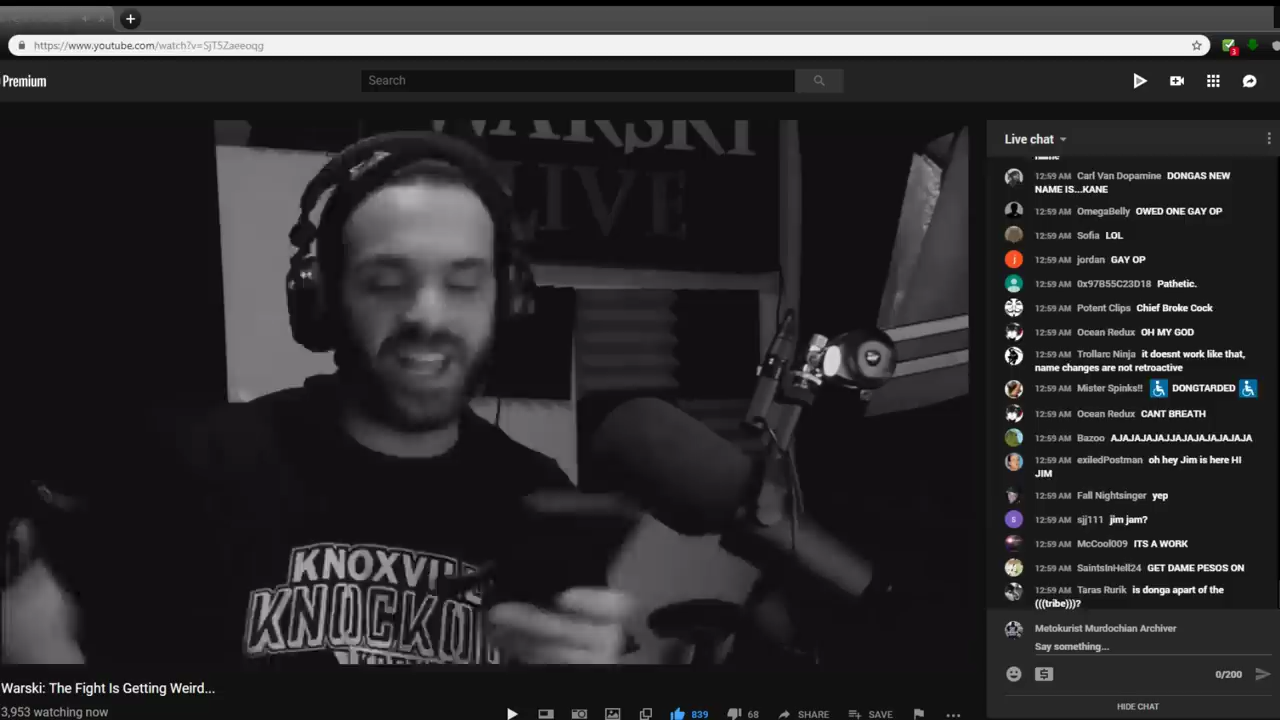 https://www.youtube.com/watch?v=SjT5Zaeeoqg
3
Premium
Search
WARSKI
LIVE
KNOXVIL
KNOCKOU
Live chat
name
12:59 AM Carl Van Dopamine DONGAS NEW
NAME IS...KANE
12:59 AM OmegaBelly OWED ONE GAY OP
12:59 AM Sofia LOL
j 12:59 AM jordan GAY OP
12:59 AM 0x97B55C23D18 Pathetic.
12:59 AM Potent Clips Chief Broke Cock
12:59 AM Ocean Redux OH MY GOD
12:59 AM Trollarc Ninja it doesnt work like that,
name changes are not retroactive
12:59 AM Mister Spinks!! ♿ DONGTARDED ♿
12:59 AM Ocean Redux CANT BREATH
12:59 AM Bazoo AJAJAJAJAJJAJAJAJAJAJAJA
12:59 AM exiledPostman oh hey Jim is here HI
JIM
12:59 AM Fall Nightsinger yep
s 12:59 AM sjj111 jim jam?
12:59 AM McCool009 ITS A WORK
12:59 AM SaintsInHell24 GET DAME PESOS ON
12:59 AM Taras Rurik is donga apart of the
(((tribe)))?
Metokurist Murdochian Archiver
Say something...
0/200
HIDE CHAT
Warski: The Fight Is Getting Weird...
3,953 watching now
839 68 SHARE SAVE